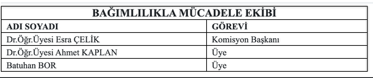 BAĞIMLILIKLA MÜCADELE EKİBİ
ADI SOYADI GÖREVİ
Dr.Öğr.Üyesi Esra ÇELİK Komisyon Başkanı
Dr.Öğr.Üyesi Ahmet KAPLAN Üye
Batuhan BOR Üye